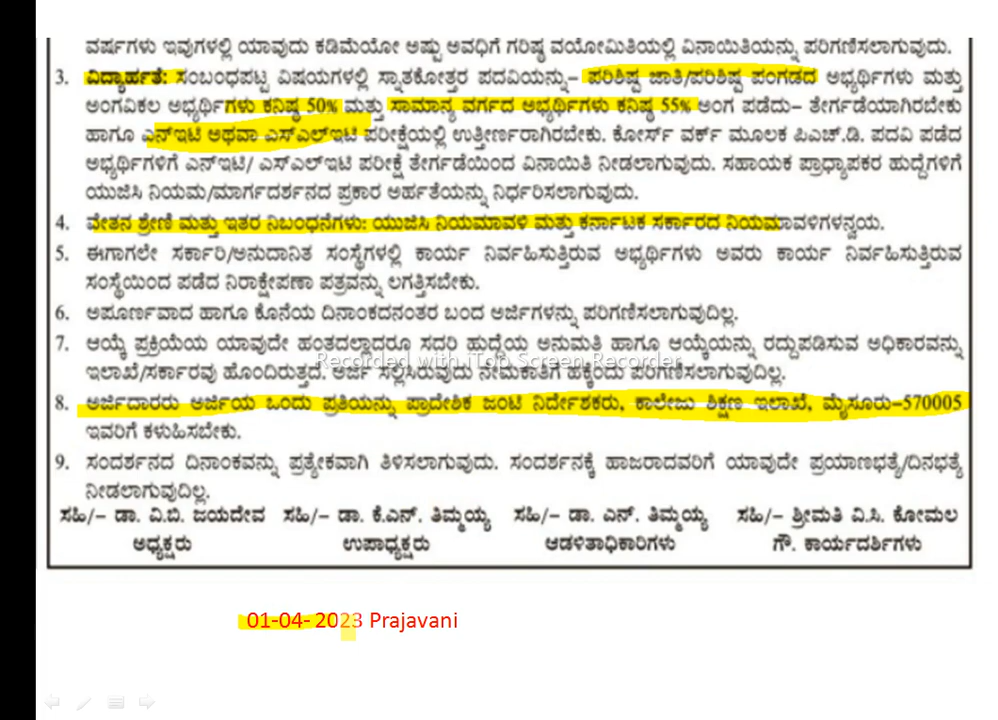 ವರ್ಷಗಳು ಇವುಗಳಲ್ಲಿ ಯಾವುದು ಕಡಿಮೆಯೋ ಅಷ್ಟು ಅವಧಿಗೆ ಗರಿಷ್ಠ ವಯೋಮಿತಿಯಲ್ಲಿ ವಿನಾಯಿತಿಯನ್ನು ಪರಿಗಣಿಸಲಾಗುವುದು.
3. ವಿದ್ಯಾರ್ಹತೆ: ಸಂಬಂಧಪಟ್ಟ ವಿಷಯಗಳಲ್ಲಿ ಸ್ನಾತಕೋತ್ತರ ಪದವಿಯನ್ನು– ಪರಿಶಿಷ್ಟ ಜಾತಿ/ಪರಿಶಿಷ್ಟ ಪಂಗಡದ ಅಭ್ಯರ್ಥಿಗಳು ಮತ್ತು
ಅಂಗವಿಕಲ ಅಭ್ಯರ್ಥಿಗಳು ಕನಿಷ್ಠ 50% ಮತ್ತು ಸಾಮಾನ್ಯ ವರ್ಗದ ಅಭ್ಯರ್ಥಿಗಳು ಕನಿಷ್ಠ 55% ಅಂಗ ಪಡೆದು– ತೇರ್ಗಡೆಯಾಗಿರಬೇಕು
ಹಾಗೂ ಎನ್‌ಇಟಿ ಅಥವಾ ಎಸ್‌ಎಲ್‌ಇಟಿ ಪರೀಕ್ಷೆಯಲ್ಲಿ ಉತ್ತೀರ್ಣರಾಗಿರಬೇಕು. ಕೋರ್ಸ್ ವರ್ಕ್ ಮೂಲಕ ಪಿಎಚ್.ಡಿ. ಪದವಿ ಪಡೆದ
ಅಭ್ಯರ್ಥಿಗಳಿಗೆ ಎನ್‌ಇಟಿ/ ಎಸ್‌ಎಲ್‌ಇಟಿ ಪರೀಕ್ಷೆ ತೇರ್ಗಡೆಯಿಂದ ವಿನಾಯಿತಿ ನೀಡಲಾಗುವುದು. ಸಹಾಯಕ ಪ್ರಾಧ್ಯಾಪಕರ ಹುದ್ದೆಗಳಿಗೆ
ಯುಜಿಸಿ ನಿಯಮ/ಮಾರ್ಗದರ್ಶನದ ಪ್ರಕಾರ ಅರ್ಹತೆಯನ್ನು ನಿರ್ಧರಿಸಲಾಗುವುದು.
4. ವೇತನ ಶ್ರೇಣಿ ಮತ್ತು ಇತರ ನಿಬಂಧನೆಗಳು: ಯುಜಿಸಿ ನಿಯಮಾವಳಿ ಮತ್ತು ಕರ್ನಾಟಕ ಸರ್ಕಾರದ ನಿಯಮಾವಳಿಗಳನ್ವಯ.
5. ಈಗಾಗಲೇ ಸರ್ಕಾರಿ/ಅನುದಾನಿತ ಸಂಸ್ಥೆಗಳಲ್ಲಿ ಕಾರ್ಯ ನಿರ್ವಹಿಸುತ್ತಿರುವ ಅಭ್ಯರ್ಥಿಗಳು ಅವರು ಕಾರ್ಯ ನಿರ್ವಹಿಸುತ್ತಿರುವ
ಸಂಸ್ಥೆಯಿಂದ ಪಡೆದ ನಿರಾಕ್ಷೇಪಣಾ ಪತ್ರವನ್ನು ಲಗತ್ತಿಸಬೇಕು.
6. ಅಪೂರ್ಣವಾದ ಹಾಗೂ ಕೊನೆಯ ದಿನಾಂಕದನಂತರ ಬಂದ ಅರ್ಜಿಗಳನ್ನು ಪರಿಗಣಿಸಲಾಗುವುದಿಲ್ಲ.
7. ಆಯ್ಕೆ ಪ್ರಕ್ರಿಯೆಯ ಯಾವುದೇ ಹಂತದಲ್ಲಾದರೂ ಸದರಿ ಹುದ್ದೆಯ ಅನುಮತಿ ಹಾಗೂ ಆಯ್ಕೆಯನ್ನು ರದ್ದುಪಡಿಸುವ ಅಧಿಕಾರವನ್ನು
Recorded with iTop Screen Recorder
ಇಲಾಖೆ/ಸರ್ಕಾರವು ಹೊಂದಿರುತ್ತದೆ. ಅರ್ಜಿ ಸಲ್ಲಿಸಿರುವುದು ನೇಮಕಾತಿಗೆ ಹಕ್ಕೆಂದು ಪರಿಗಣಿಸಲಾಗುವುದಿಲ್ಲ.
8. ಅರ್ಜಿದಾರರು ಅರ್ಜಿಯ ಒಂದು ಪ್ರತಿಯನ್ನು ಪ್ರಾದೇಶಿಕ ಜಂಟಿ ನಿರ್ದೇಶಕರು, ಕಾಲೇಜು ಶಿಕ್ಷಣ ಇಲಾಖೆ, ಮೈಸೂರು–570005
ಇವರಿಗೆ ಕಳುಹಿಸಬೇಕು.
9. ಸಂದರ್ಶನದ ದಿನಾಂಕವನ್ನು ಪ್ರತ್ಯೇಕವಾಗಿ ತಿಳಿಸಲಾಗುವುದು. ಸಂದರ್ಶನಕ್ಕೆ ಹಾಜರಾದವರಿಗೆ ಯಾವುದೇ ಪ್ರಯಾಣಭತ್ಯೆ/ದಿನಭತ್ಯೆ
ನೀಡಲಾಗುವುದಿಲ್ಲ.
ಸಹಿ/– ಡಾ. ವಿ.ಬಿ. ಜಯದೇವ ಸಹಿ/– ಡಾ. ಕೆ.ಎನ್. ತಿಮ್ಮಯ್ಯ ಸಹಿ/– ಡಾ. ಎನ್. ತಿಮ್ಮಯ್ಯ ಸಹಿ/– ಶ್ರೀಮತಿ ವಿ.ಸಿ. ಕೋಮಲ
ಅಧ್ಯಕ್ಷರು ಉಪಾಧ್ಯಕ್ಷರು ಆಡಳಿತಾಧಿಕಾರಿಗಳು ಗೌ. ಕಾರ್ಯದರ್ಶಿಗಳು
01-04- 2023 Prajavani